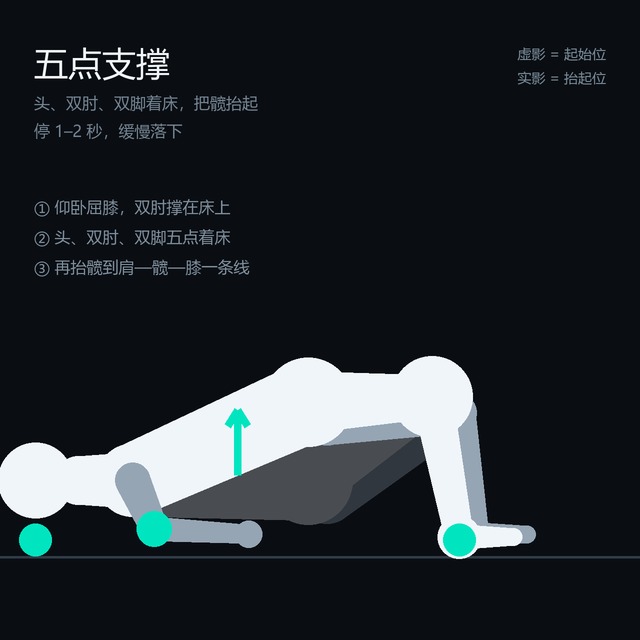 五点支撑
头、双肘、双脚着床，把髋抬起
停 1–2 秒，缓慢落下
虚影 = 起始位
实影 = 抬起位
① 仰卧屈膝，双肘撑在床上
② 头、双肘、双脚五点着床
③ 再抬髋到肩—髋—膝一条线